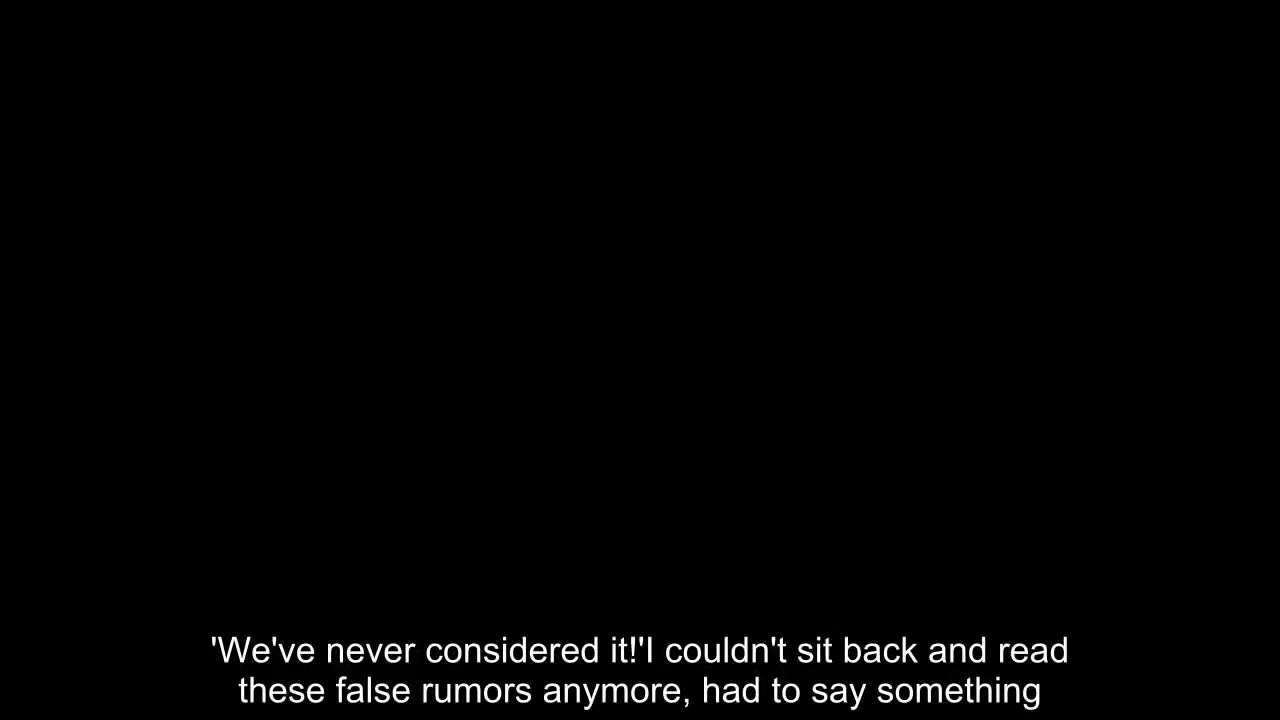 'We've never considered it!'I couldn't sit back and read
these false rumors anymore, had to say something